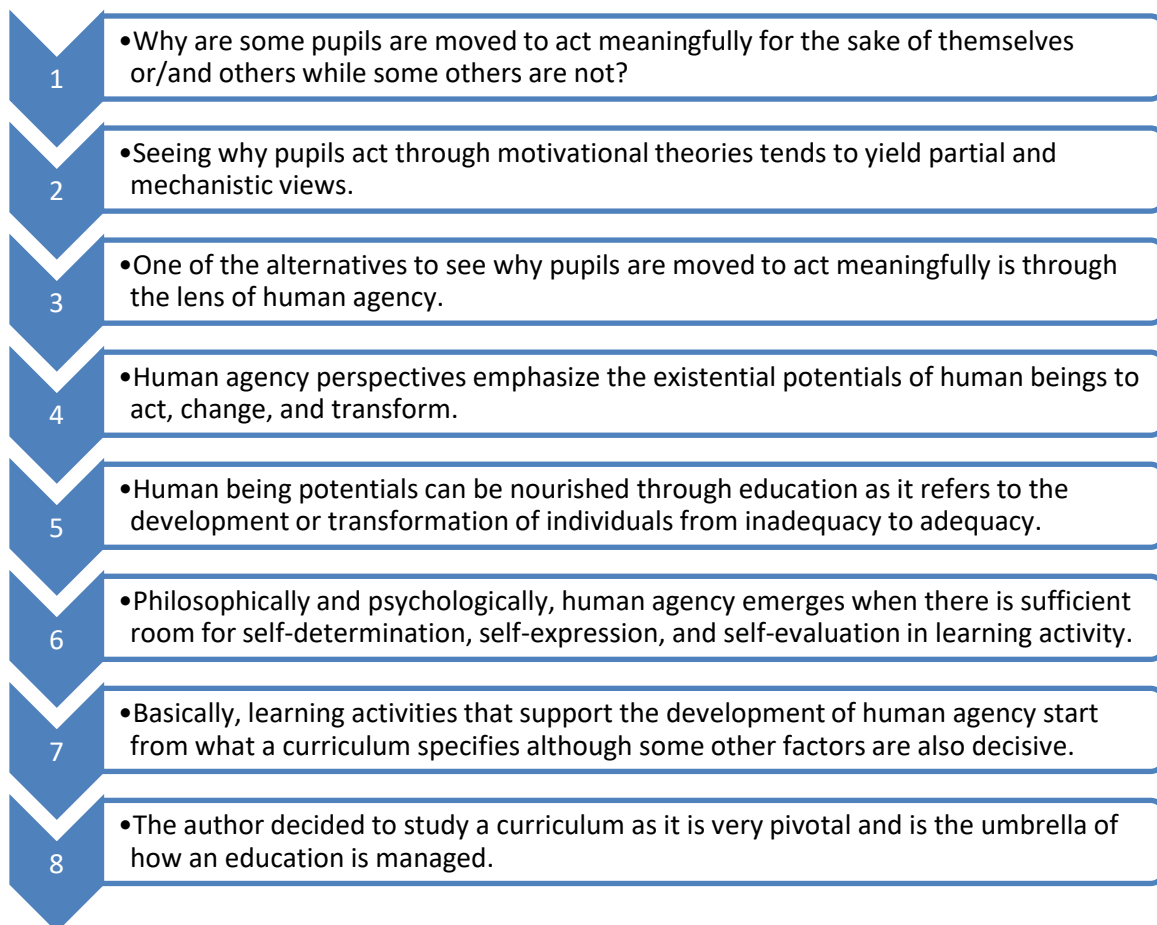 •Why are some pupils are moved to act meaningfully for the sake of themselves
or/and others while some others are not?
1
•Seeing why pupils act through motivational theories tends to yield partial and
mechanistic views.
2
•One of the alternatives to see why pupils are moved to act meaningfully is through
the lens of human agency.
3
•Human agency perspectives emphasize the existential potentials of human beings to
act, change, and transform.
4
•Human being potentials can be nourished through education as it refers to the
development or transformation of individuals from inadequacy to adequacy.
5
•Philosophically and psychologically, human agency emerges when there is sufficient
room for self-determination, self-expression, and self-evaluation in learning activity.
6
•Basically, learning activities that support the development of human agency start
from what a curriculum specifies although some other factors are also decisive.
7
•The author decided to study a curriculum as it is very pivotal and is the umbrella of
how an education is managed.
8